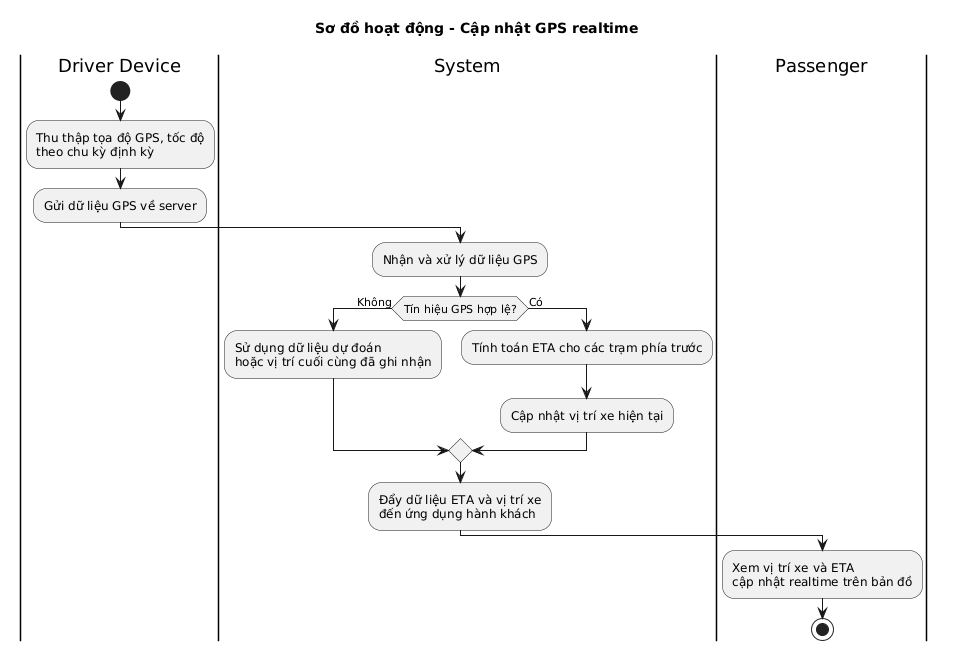 Sơ đồ hoạt động - Cập nhật GPS realtime
Driver Device
System
Passenger
Thu thập tọa độ GPS, tốc độ
theo chu kỳ định kỳ
Gửi dữ liệu GPS về server
Nhận và xử lý dữ liệu GPS
Không
Tín hiệu GPS hợp lệ?
Có
Sử dụng dữ liệu dự đoán
hoặc vị trí cuối cùng đã ghi nhận
Tính toán ETA cho các trạm phía trước
Cập nhật vị trí xe hiện tại
Đẩy dữ liệu ETA và vị trí xe
đến ứng dụng hành khách
Xem vị trí xe và ETA
cập nhật realtime trên bản đồ